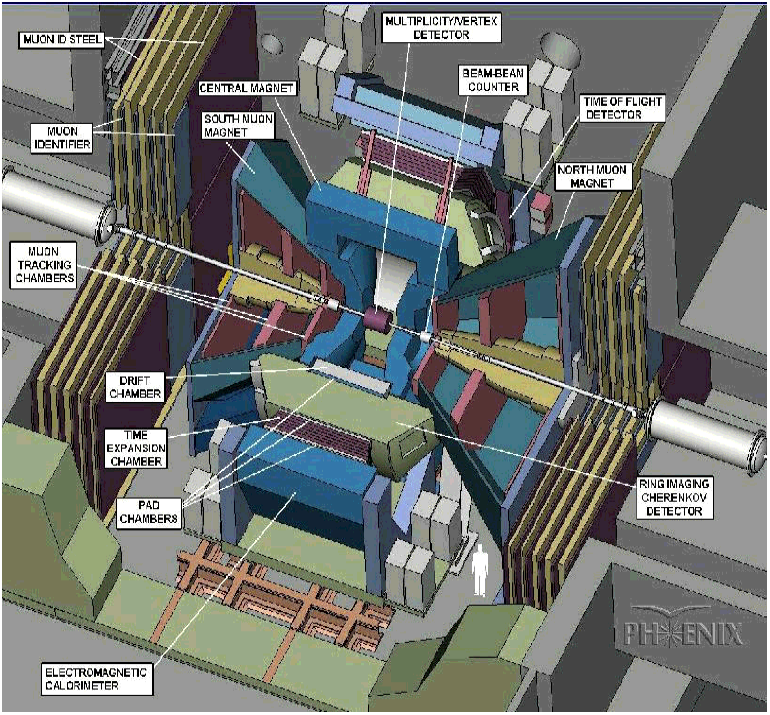 MULTIPLICITY/VERTEX
DETECTOR
MUON ID STEEL
BEAM-BEAN
COUNTER
CENTRAL MAGNET
TIME OF FLIGHT
DETECTOR
SOUTH MUON
MAGNET
MUON
IDENTIFIER
NORTH MUON
MAGNET
MUON
TRACKING
CHAMBERS
DRIFT
CHAMBER
TIME
EXPANSION
CHAMBER
RING IMAGING
CHERENKOV
DETECTOR
PAD
CHAMBERS
PHENIX
ELECTROMAGNETIC
CALORIMETER